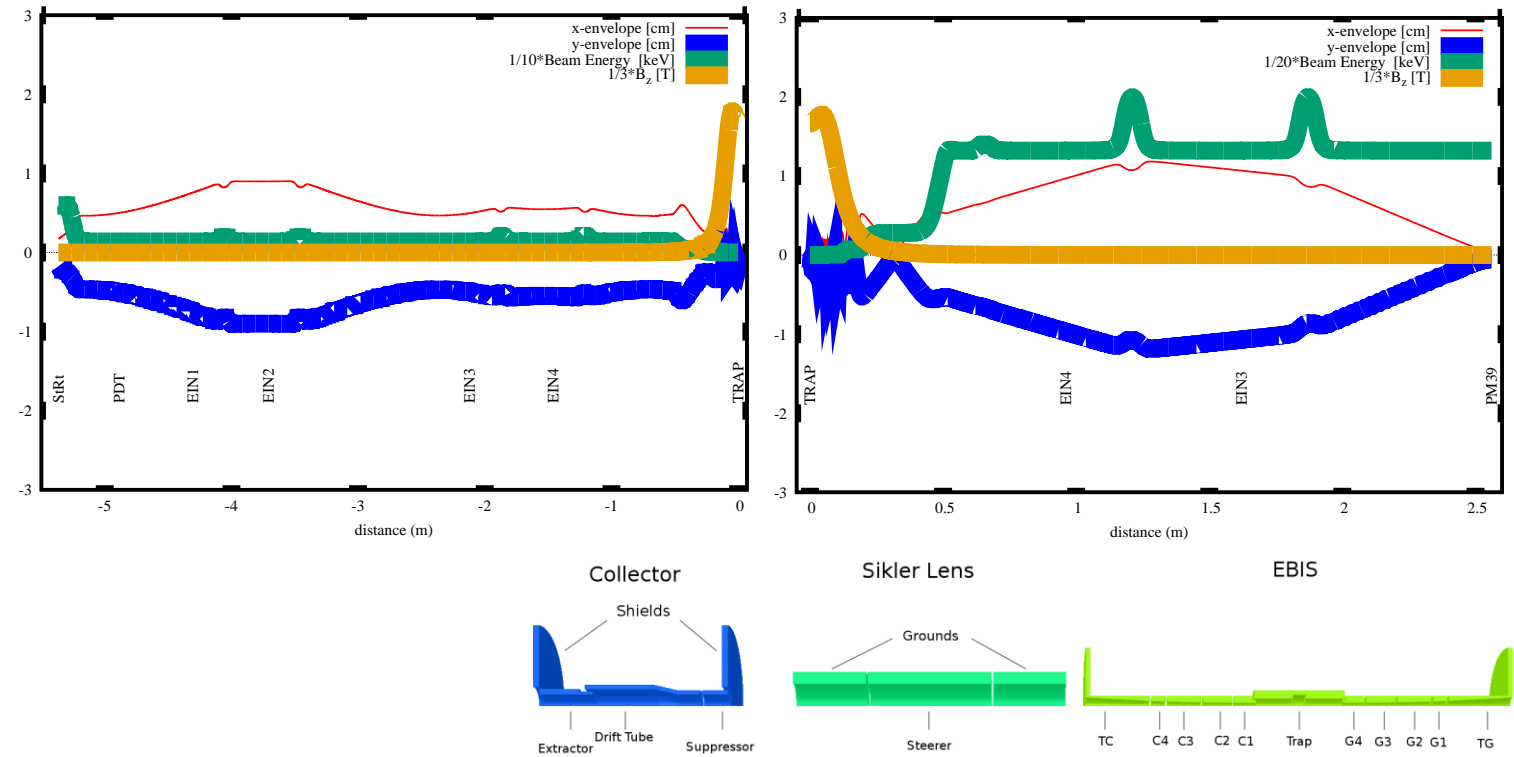 x-envelope [cm]
y-envelope [cm]
1/10*Beam Energy [keV]
1/3*Bz [T]
3
2
1
0
-1
-2
-3
StRt
PDT
EIN1
EIN2
EIN3
EIN4
TRAP
-5
-4
-3
-2
-1
0
distance (m)
x-envelope [cm]
y-envelope [cm]
1/20*Beam Energy [keV]
1/3*Bz [T]
3
2
1
0
-1
-2
-3
TRAP
EIN4
EIN3
PM39
0
0.5
1
1.5
2
2.5
distance (m)
Collector
Shields
Extractor
Drift Tube
Suppressor
Sikler Lens
Grounds
Steerer
EBIS
TC
C4
C3
C2
C1
Trap
G4
G3
G2
G1
TG